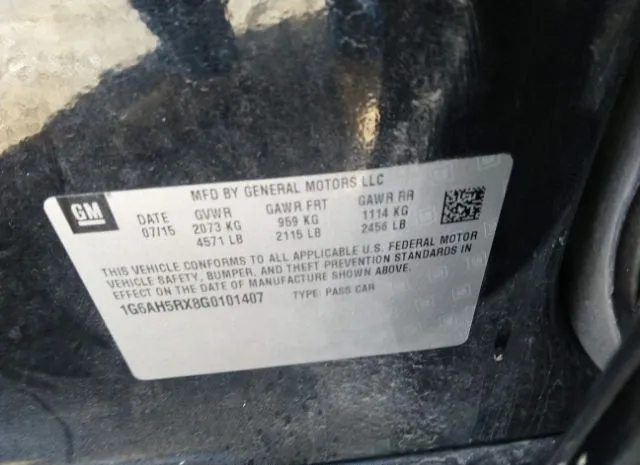 MFD BY GENERAL MOTORS LLC
GM
DATE GVWR GAWR FRT GAWR RR
07/15 2073 KG 959 KG 1114 KG
4571 LB 2115 LB 2456 LB
THIS VEHICLE CONFORMS TO ALL APPLICABLE U.S. FEDERAL MOTOR
VEHICLE SAFETY, BUMPER, AND THEFT PREVENTION STANDARDS IN
EFFECT ON THE DATE OF MANUFACTURE SHOWN ABOVE.
1G6AH5RX8G0101407 TYPE: PASS CAR